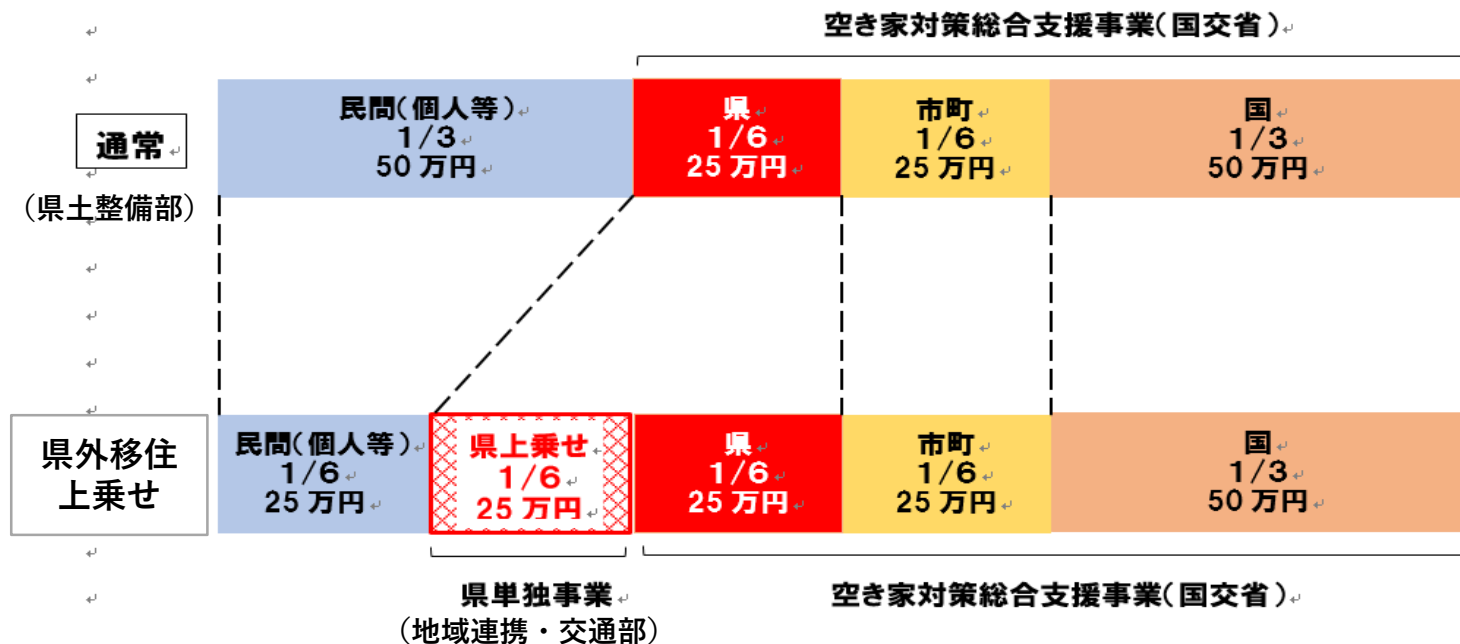 空き家対策総合支援事業(国交省)
通常
(県土整備部)
民間(個人等)
1/3
50万円
県
1/6
25万円
市町
1/6
25万円
国
1/3
50万円
県外移住
上乗せ
民間(個人等)
1/6
25万円
県上乗せ
1/6
25万円
県
1/6
25万円
市町
1/6
25万円
国
1/3
50万円
県単独事業
(地域連携・交通部)
空き家対策総合支援事業(国交省)